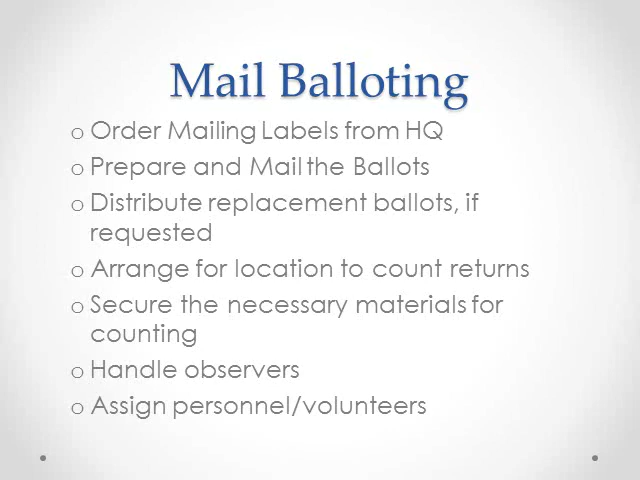 Mail Balloting
o Order Mailing Labels from HQ
o Prepare and Mail the Ballots
o Distribute replacement ballots, if
requested
o Arrange for location to count returns
o Secure the necessary materials for
counting
o Handle observers
o Assign personnel/volunteers